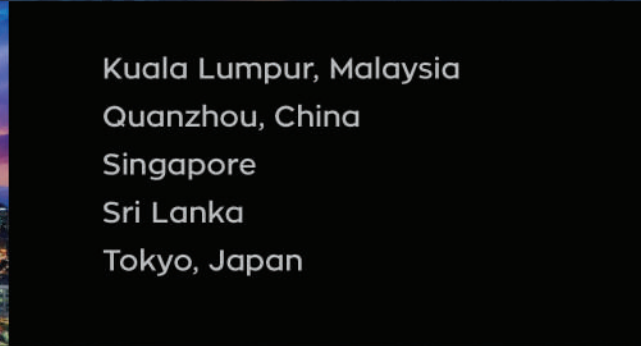 Kuala Lumpur, Malaysia
Quanzhou, China
Singapore
Sri Lanka
Tokyo, Japan